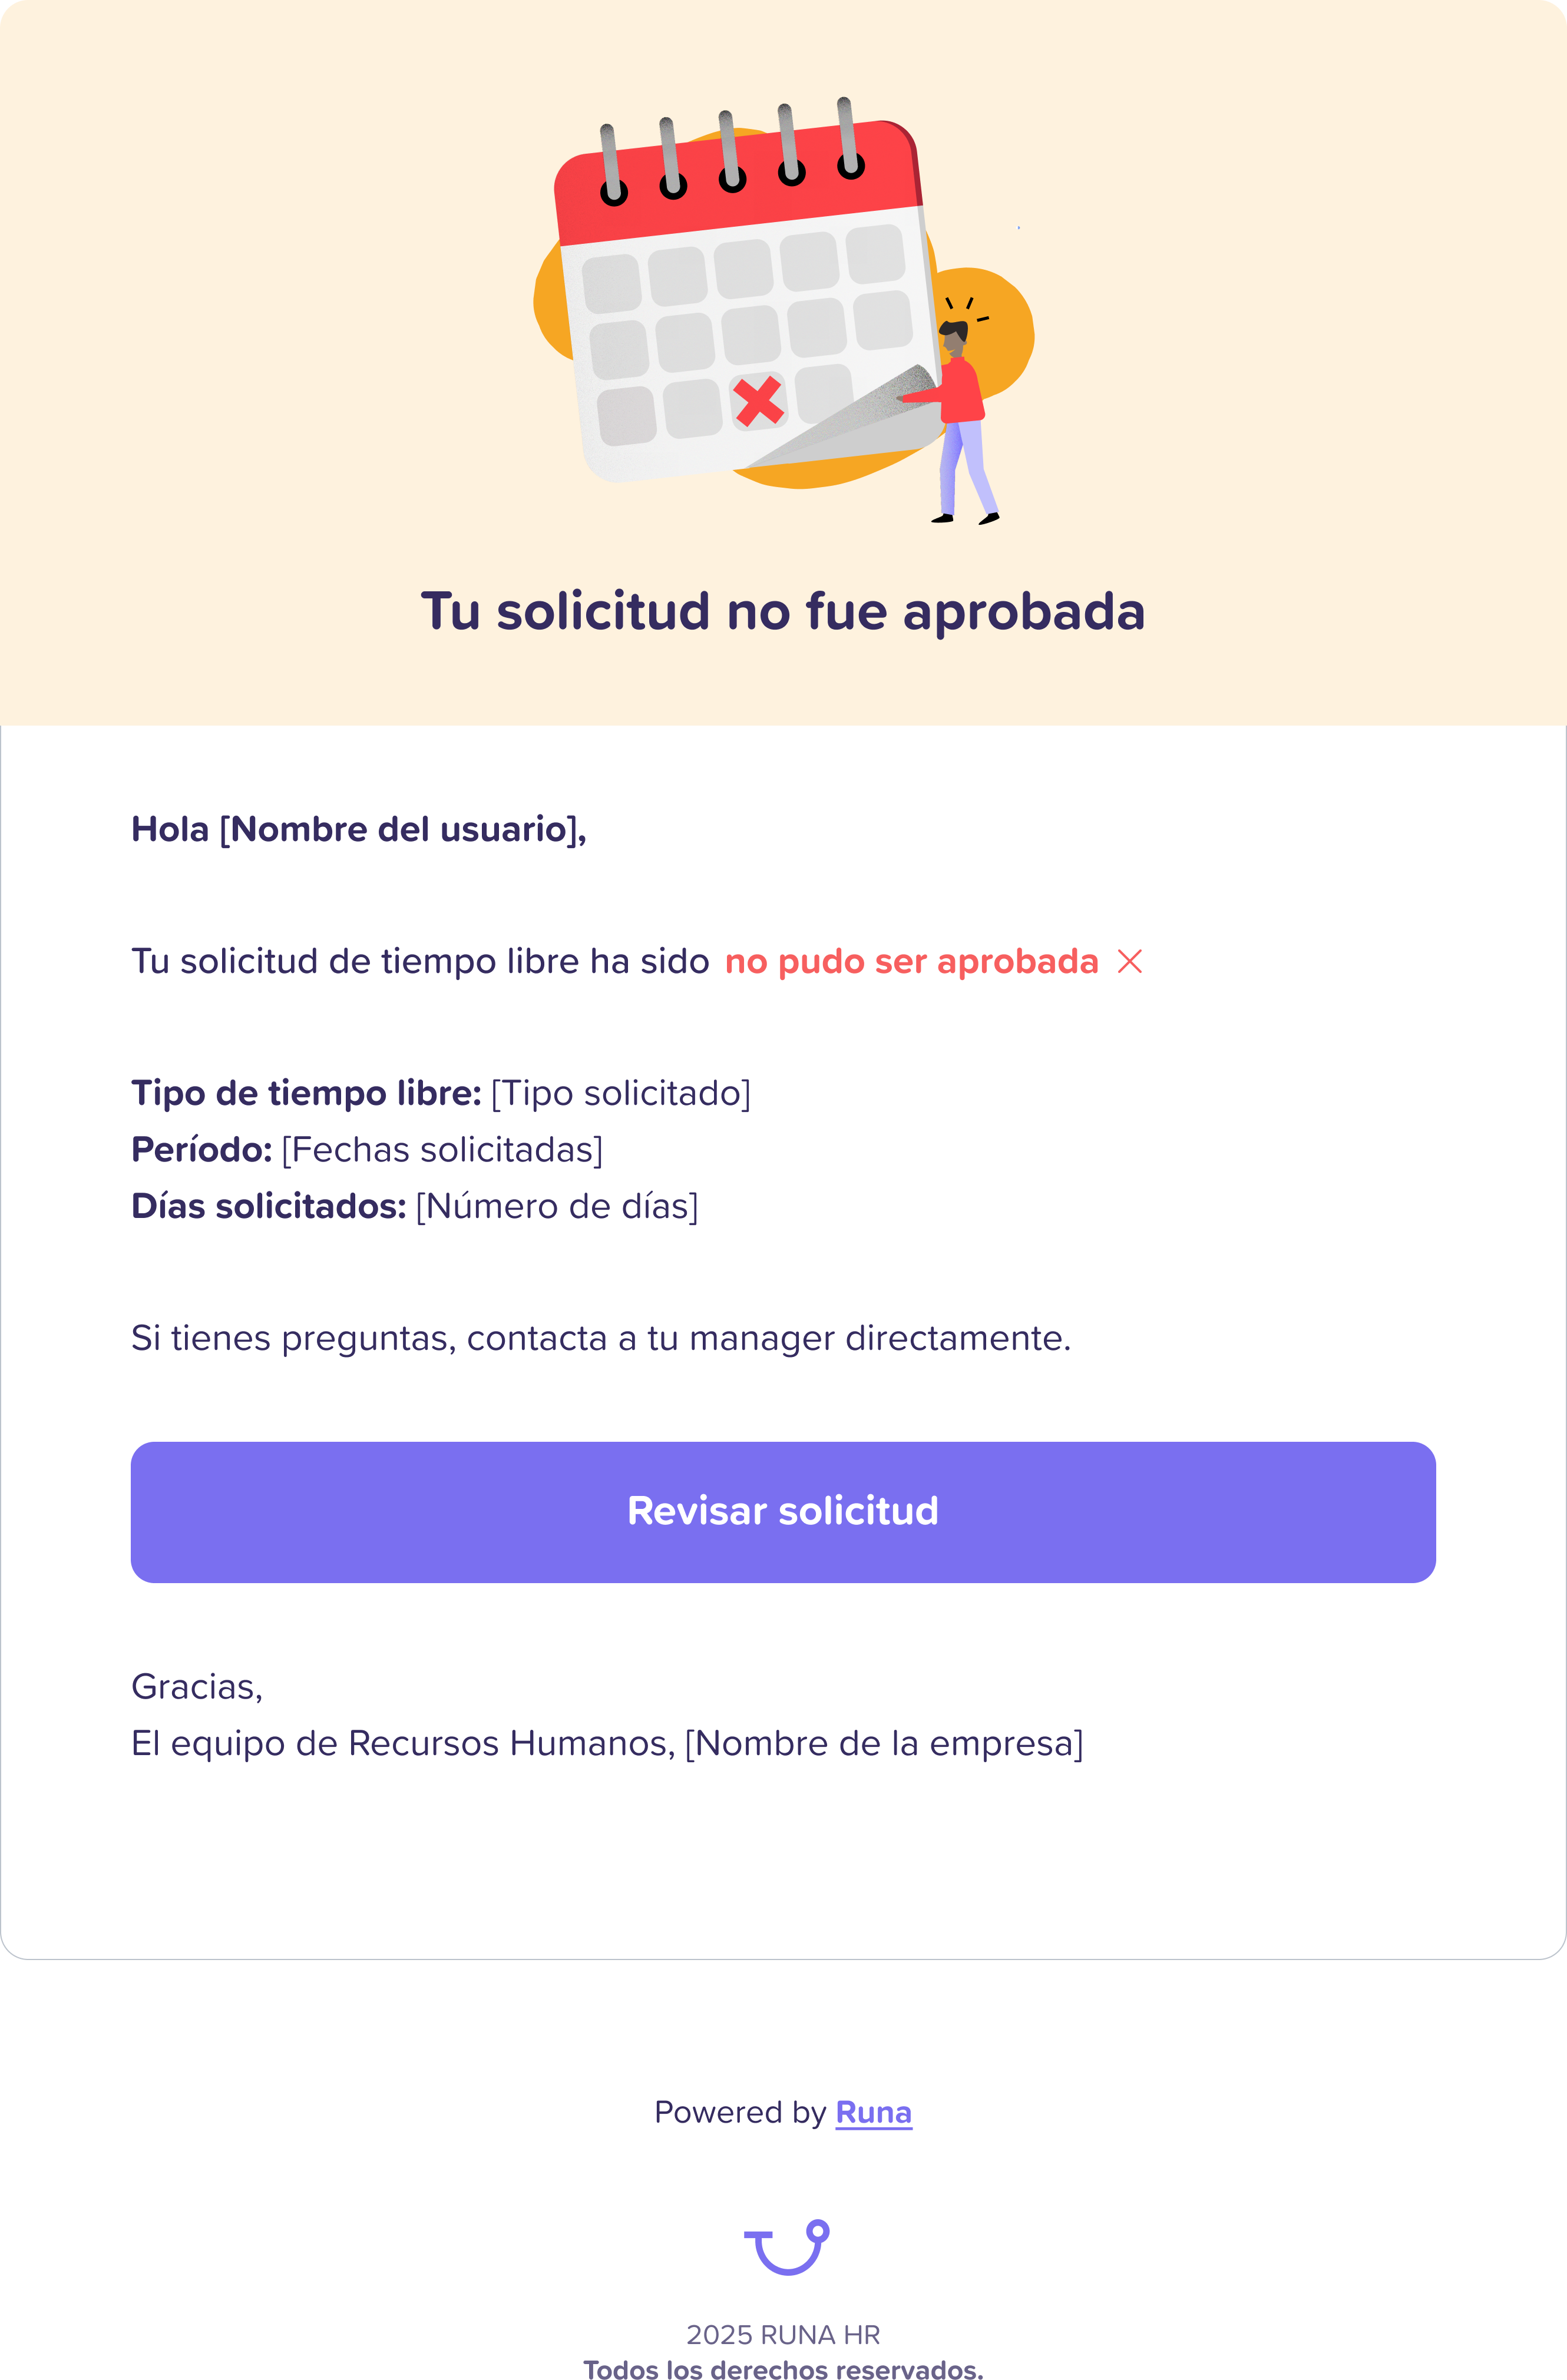 Tu solicitud no fue aprobada
Hola [Nombre del usuario],
Tu solicitud de tiempo libre ha sido no pudo ser aprobada
Tipo de tiempo libre: [Tipo solicitado]
Período: [Fechas solicitadas]
Días solicitados: [Número de días]
Si tienes preguntas, contacta a tu manager directamente.
Revisar solicitud
Gracias,
El equipo de Recursos Humanos, [Nombre de la empresa]
Powered by Runa
2025 RUNA HR
Todos los derechos reservados.